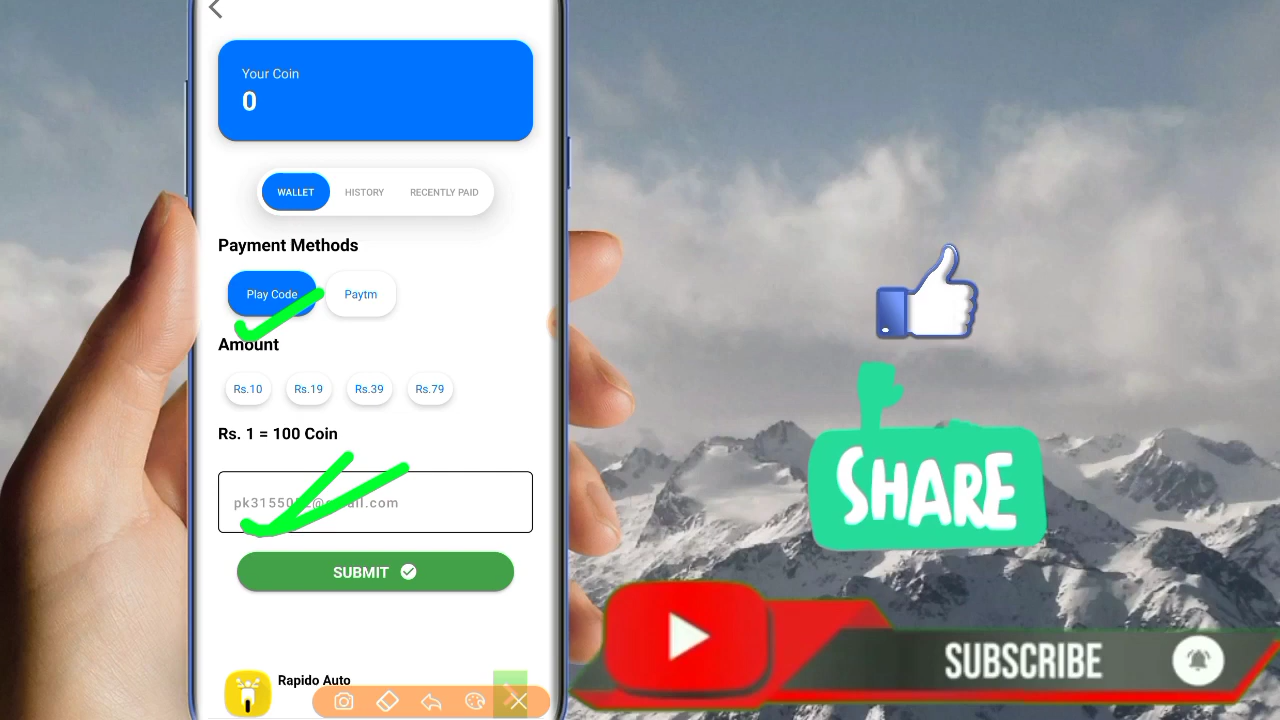 Your Coin
0
WALLET HISTORY RECENTLY PAID
Payment Methods
Play Code Paytm
Amount
Rs.10 Rs.19 Rs.39 Rs.79
Rs. 1 = 100 Coin
SUBMIT
Rapido Auto
SHARE
SUBSCRIBE